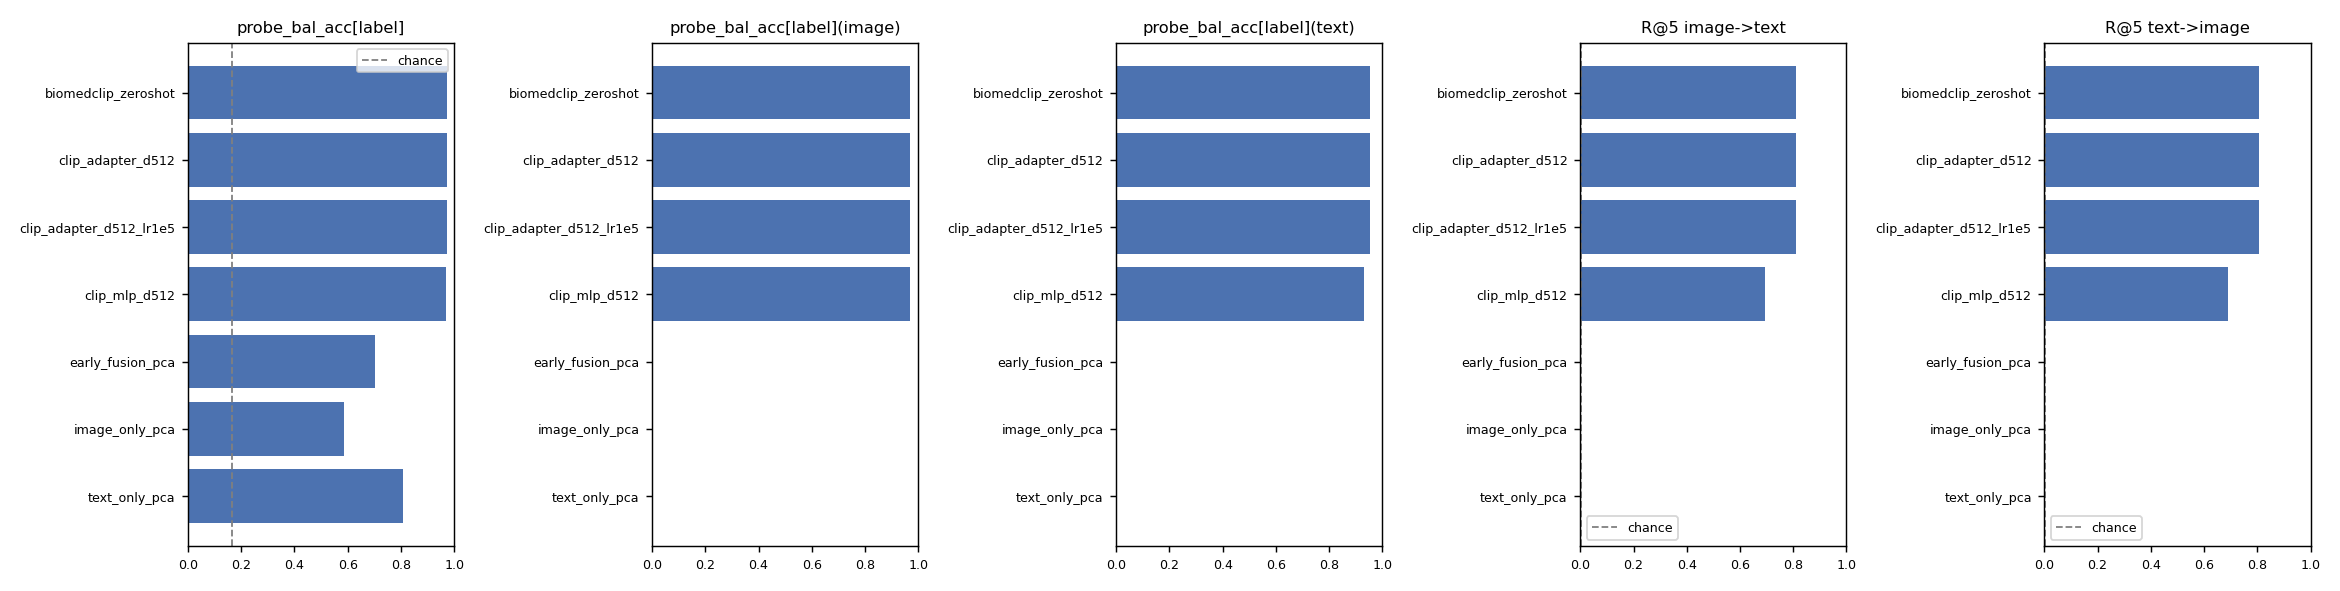 probe_bal_acc[label]
chance
biomedclip_zeroshot
clip_adapter_d512
clip_adapter_d512_lr1e5
clip_mlp_d512
early_fusion_pca
image_only_pca
text_only_pca
0.0 0.2 0.4 0.6 0.8 1.0
probe_bal_acc[label](image)
biomedclip_zeroshot
clip_adapter_d512
clip_adapter_d512_lr1e5
clip_mlp_d512
early_fusion_pca
image_only_pca
text_only_pca
0.0 0.2 0.4 0.6 0.8 1.0
probe_bal_acc[label](text)
biomedclip_zeroshot
clip_adapter_d512
clip_adapter_d512_lr1e5
clip_mlp_d512
early_fusion_pca
image_only_pca
text_only_pca
0.0 0.2 0.4 0.6 0.8 1.0
R@5 image->text
biomedclip_zeroshot
clip_adapter_d512
clip_adapter_d512_lr1e5
clip_mlp_d512
early_fusion_pca
image_only_pca
text_only_pca
chance
0.0 0.2 0.4 0.6 0.8 1.0
R@5 text->image
biomedclip_zeroshot
clip_adapter_d512
clip_adapter_d512_lr1e5
clip_mlp_d512
early_fusion_pca
image_only_pca
text_only_pca
chance
0.0 0.2 0.4 0.6 0.8 1.0